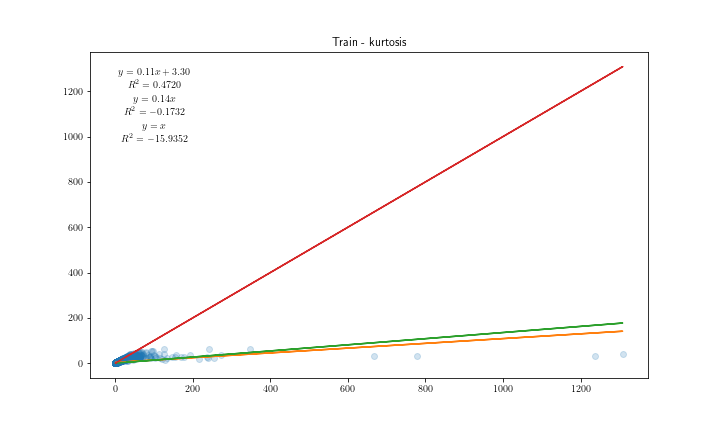 Train - kurtosis
y = 0.11x + 3.30
R² = 0.4720
y = 0.14x
R² = −0.1732
y = x
R² = −15.9352
1200
1000
800
600
400
200
0
0 200 400 600 800 1000 1200